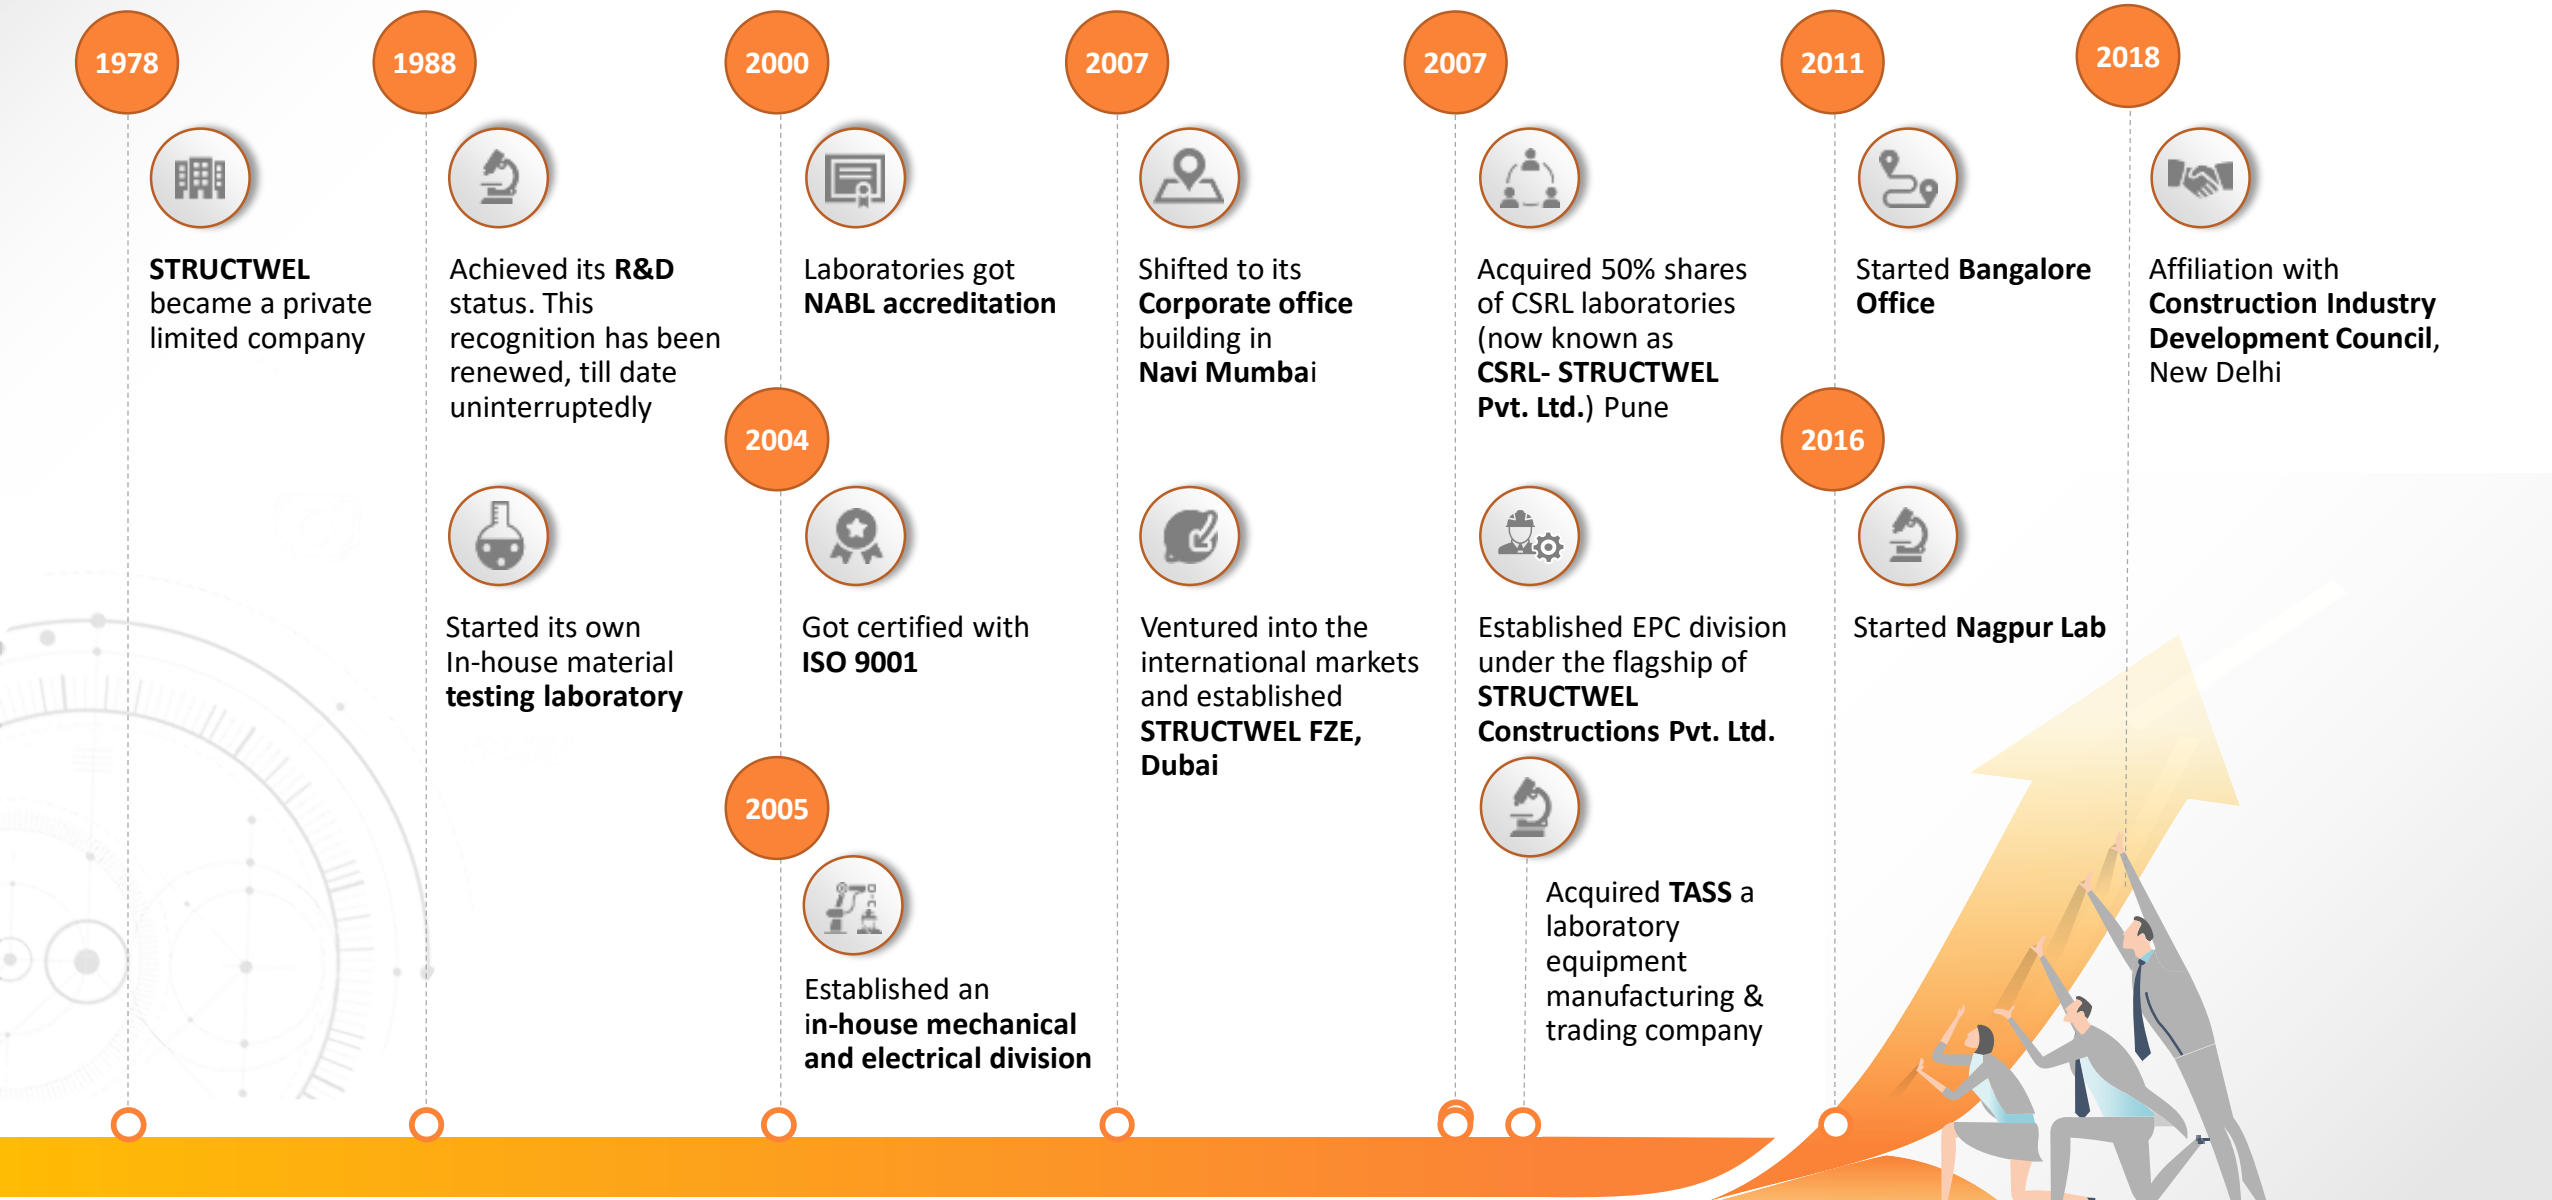 1978
STRUCTWEL
became a private
limited company
1988
Achieved its R&D
status. This
recognition has been
renewed, till date
uninterruptedly
Started its own
In-house material
testing laboratory
2000
Laboratories got
NABL accreditation
2004
Got certified with
ISO 9001
2005
Established an
in-house mechanical
and electrical division
2007
Shifted to its
Corporate office
building in
Navi Mumbai
Ventured into the
international markets
and established
STRUCTWEL FZE,
Dubai
2007
Acquired 50% shares
of CSRL laboratories
(now known as
CSRL- STRUCTWEL
Pvt. Ltd.) Pune
Established EPC division
under the flagship of
STRUCTWEL
Constructions Pvt. Ltd.
Acquired TASS a
laboratory
equipment
manufacturing &
trading company
2011
Started Bangalore
Office
2016
Started Nagpur Lab
2018
Affiliation with
Construction Industry
Development Council,
New Delhi